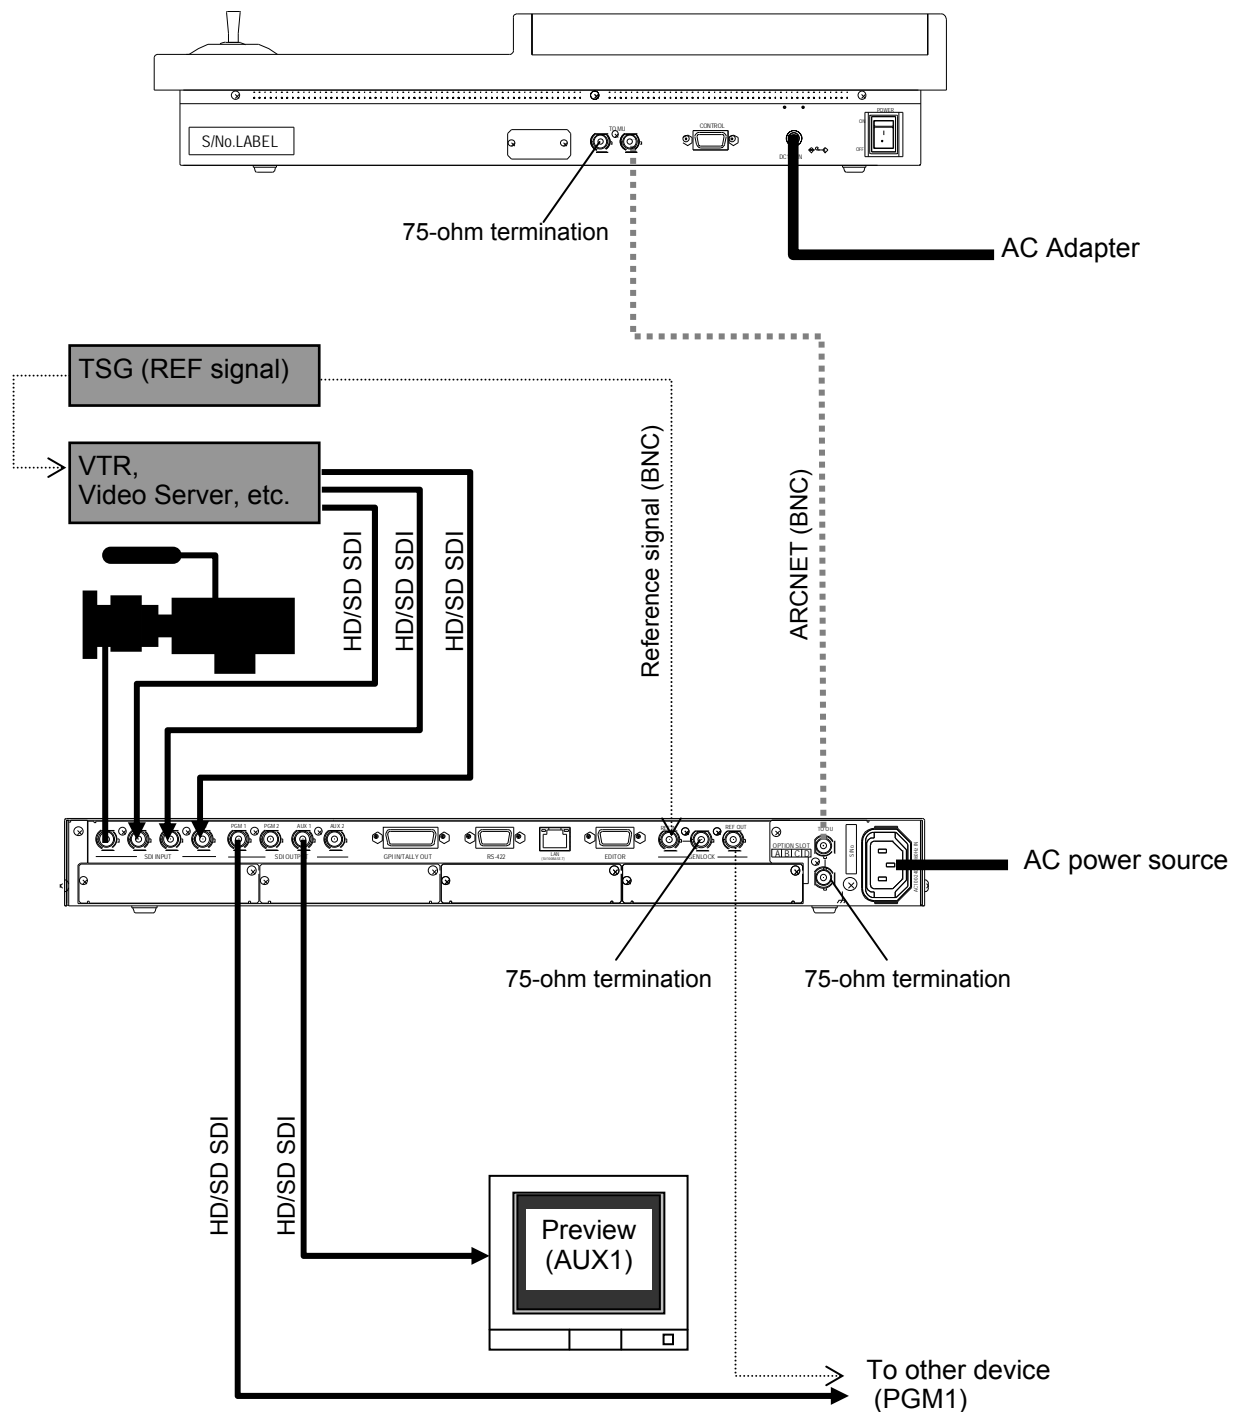 POWER
ON
S/No.LABEL
TO MU
CONTROL
OFF
75-ohm termination
AC Adapter
TSG (REF signal)
VTR,
Video Server, etc.
HD/SD SDI
HD/SD SDI
HD/SD SDI
Reference signal (BNC)
ARCNET (BNC)
PGM 1
PGM 2
AUX 1
AUX 2
REF OUT
TO OU
OPTION SLOT
A B C D
S/No.
SDI INPUT
SDI OUTPUT
GPI IN/TALLY OUT
RS-422
LAN
EDITOR
GENLOCK
AC power source
75-ohm termination
75-ohm termination
HD/SD SDI
HD/SD SDI
Preview
(AUX1)
To other device
(PGM1)